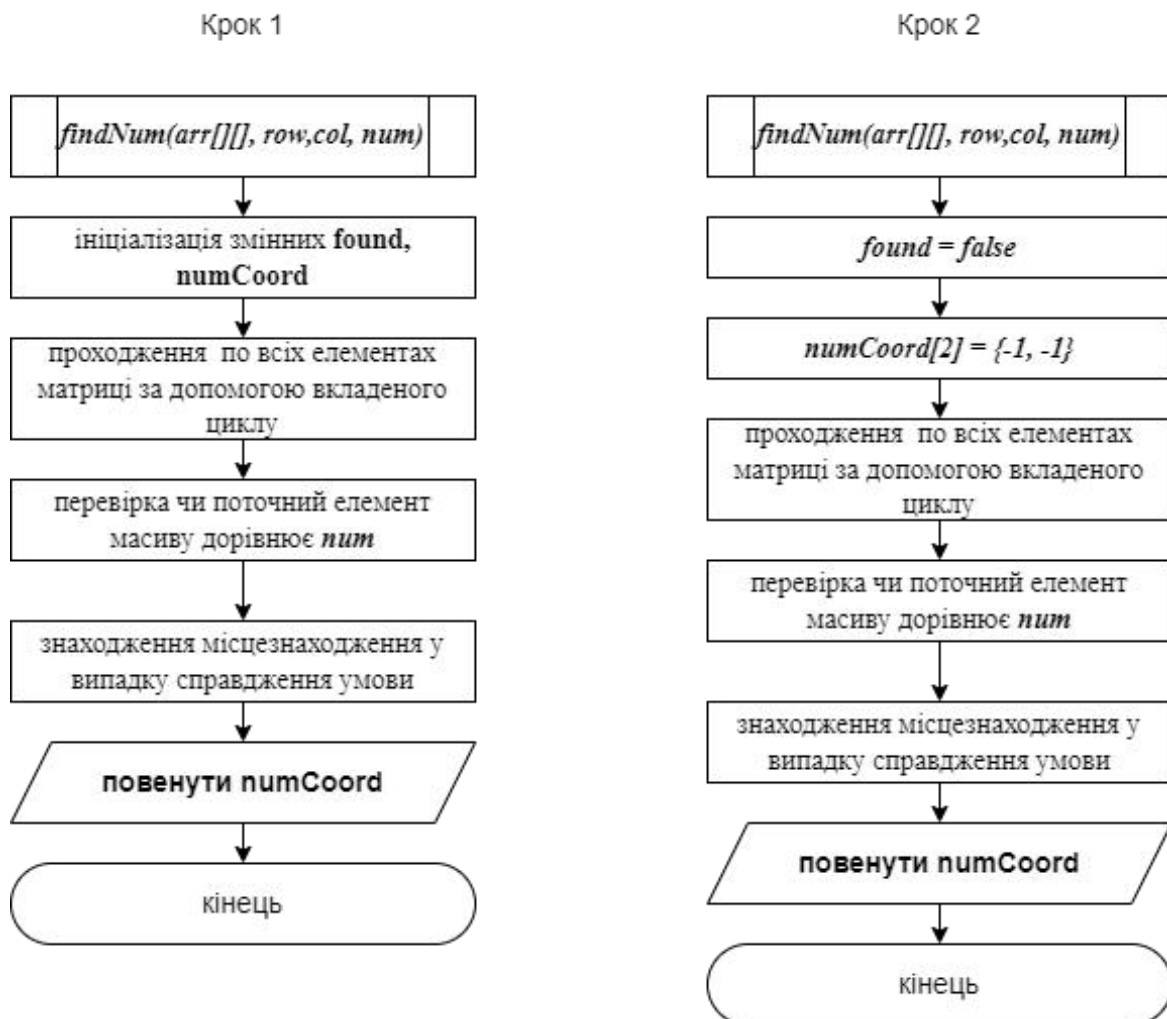 Крок 1
findNum(arr[][], row,col, num)
ініціалізація змінних found,
numCoord
проходження по всіх елементах
матриці за допомогою вкладеного
циклу
перевірка чи поточний елемент
масиву дорівнює num
знаходження місцезнаходження у
випадку справдження умови
повенути numCoord
кінець
Крок 2
findNum(arr[][], row,col, num)
found = false
numCoord[2] = {-1, -1}
проходження по всіх елементах
матриці за допомогою вкладеного
циклу
перевірка чи поточний елемент
масиву дорівнює num
знаходження місцезнаходження у
випадку справдження умови
повенути numCoord
кінець